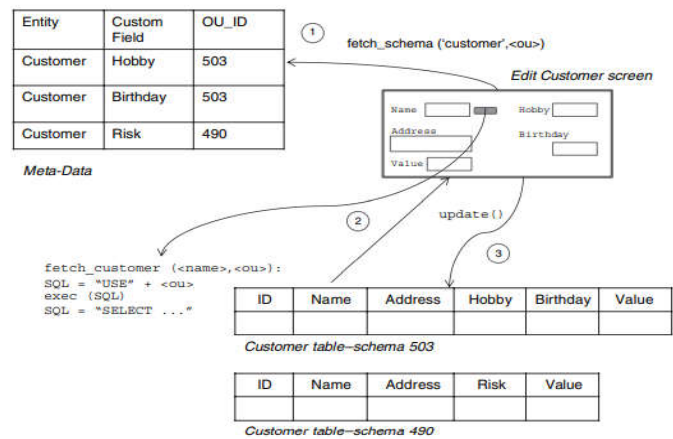 Entity Custom Field OU_ID
Customer Hobby 503
Customer Birthday 503
Customer Risk 490
Meta-Data
1
fetch_schema ('customer',<ou>)
Edit Customer screen
Name Hobby
Address Birthday
Value
2
update()
3
fetch_customer (<name>,<ou>):
SQL = "USE" + <ou>
exec (SQL)
SQL = "SELECT ..."
ID Name Address Hobby Birthday Value
Customer table–schema 503
ID Name Address Risk Value
Customer table–schema 490